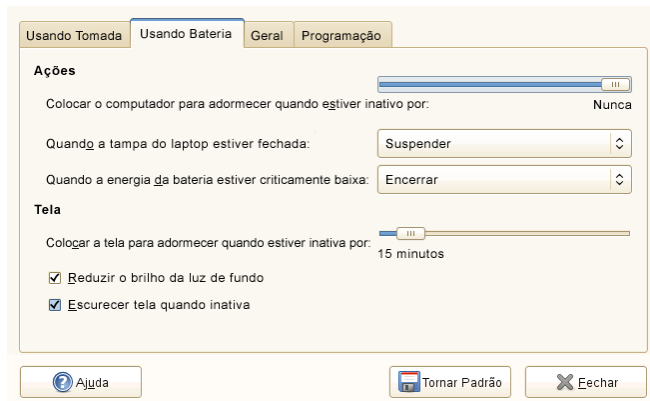 Usando Tomada Usando Bateria Geral Programação
Ações
Colocar o computador para adormecer quando estiver inativo por: Nunca
Quando a tampa do laptop estiver fechada: Suspender
Quando a energia da bateria estiver criticamente baixa: Encerrar
Tela
Colocar a tela para adormecer quando estiver inativa por:
15 minutos
Reduzir o brilho da luz de fundo
Escurecer tela quando inativa
Ajuda Tornar Padrão Fechar